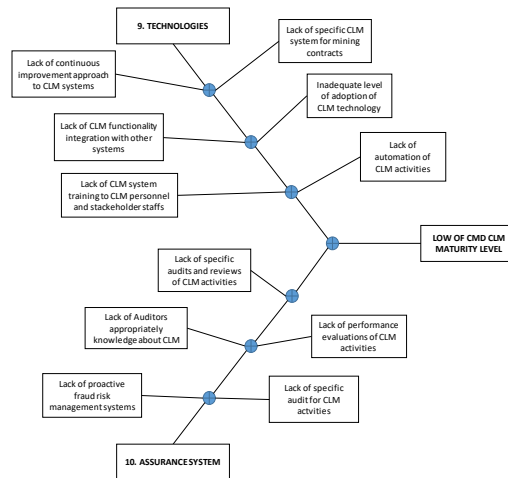 9. TECHNOLOGIES
Lack of specific CLM
system for mining
contracts
Lack of continuous
improvement approach
to CLM systems
Inadequate level
of adoption of
CLM technology
Lack of CLM functionality
integration with other
systems
Lack of
automation of
CLM activities
Lack of CLM system
training to CLM personnel
and stackeholder staffs
LOW OF CMD CLM
MATURITY LEVEL
Lack of specific
audits and reviews
of CLM activities
Lack of Auditors
appropriately
knowledge about CLM
Lack of performance
evaluations of CLM
activities
Lack of proactive
fraud risk
management systems
Lack of specific
audit for CLM
actvities
10. ASSURANCE SYSTEM